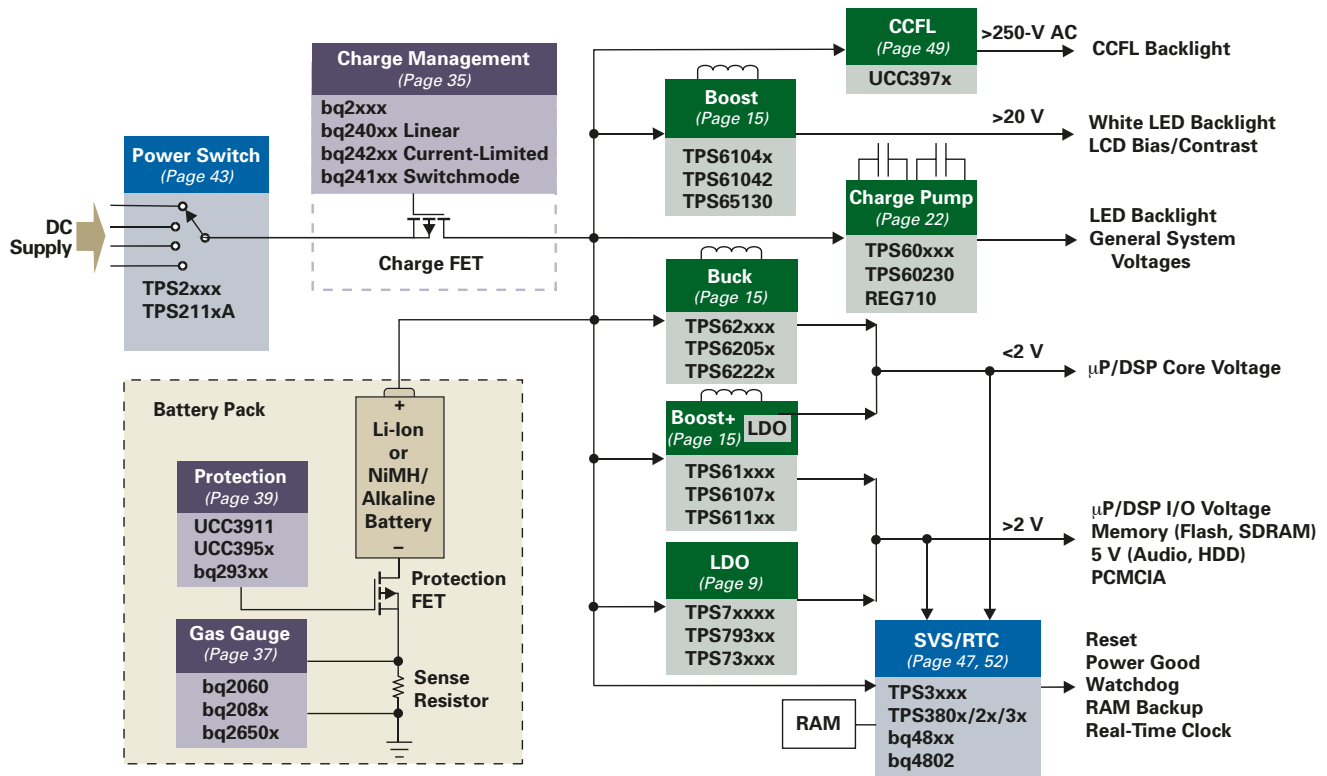 DC
Supply
Power Switch
(Page 43)
TPS2xxx
TPS211xA
Charge Management
(Page 35)
bq2xxx
bq240xx Linear
bq242xx Current-Limited
bq241xx Switchmode
Charge FET
Battery Pack
+
Li-Ion
or
NiMH/
Alkaline
Battery
–
Protection
(Page 39)
UCC3911
UCC395x
bq293xx
Protection
FET
Gas Gauge
(Page 37)
bq2060
bq208x
bq2650x
Sense
Resistor
CCFL
(Page 49)
UCC397x
>250-V AC
CCFL Backlight
Boost
(Page 15)
TPS6104x
TPS61042
TPS65130
>20 V
White LED Backlight
LCD Bias/Contrast
Charge Pump
(Page 22)
TPS60xxx
TPS60230
REG710
LED Backlight
General System
Voltages
Buck
(Page 15)
TPS62xxx
TPS6205x
TPS6222x
<2 V
μP/DSP Core Voltage
Boost+
(Page 15)
LDO
TPS61xxx
TPS6107x
TPS611xx
>2 V
μP/DSP I/O Voltage
Memory (Flash, SDRAM)
5 V (Audio, HDD)
PCMCIA
LDO
(Page 9)
TPS7xxxx
TPS793xx
TPS73xxx
RAM
SVS/RTC
(Page 47, 52)
TPS3xxx
TPS380x/2x/3x
bq48xx
bq4802
Reset
Power Good
Watchdog
RAM Backup
Real-Time Clock